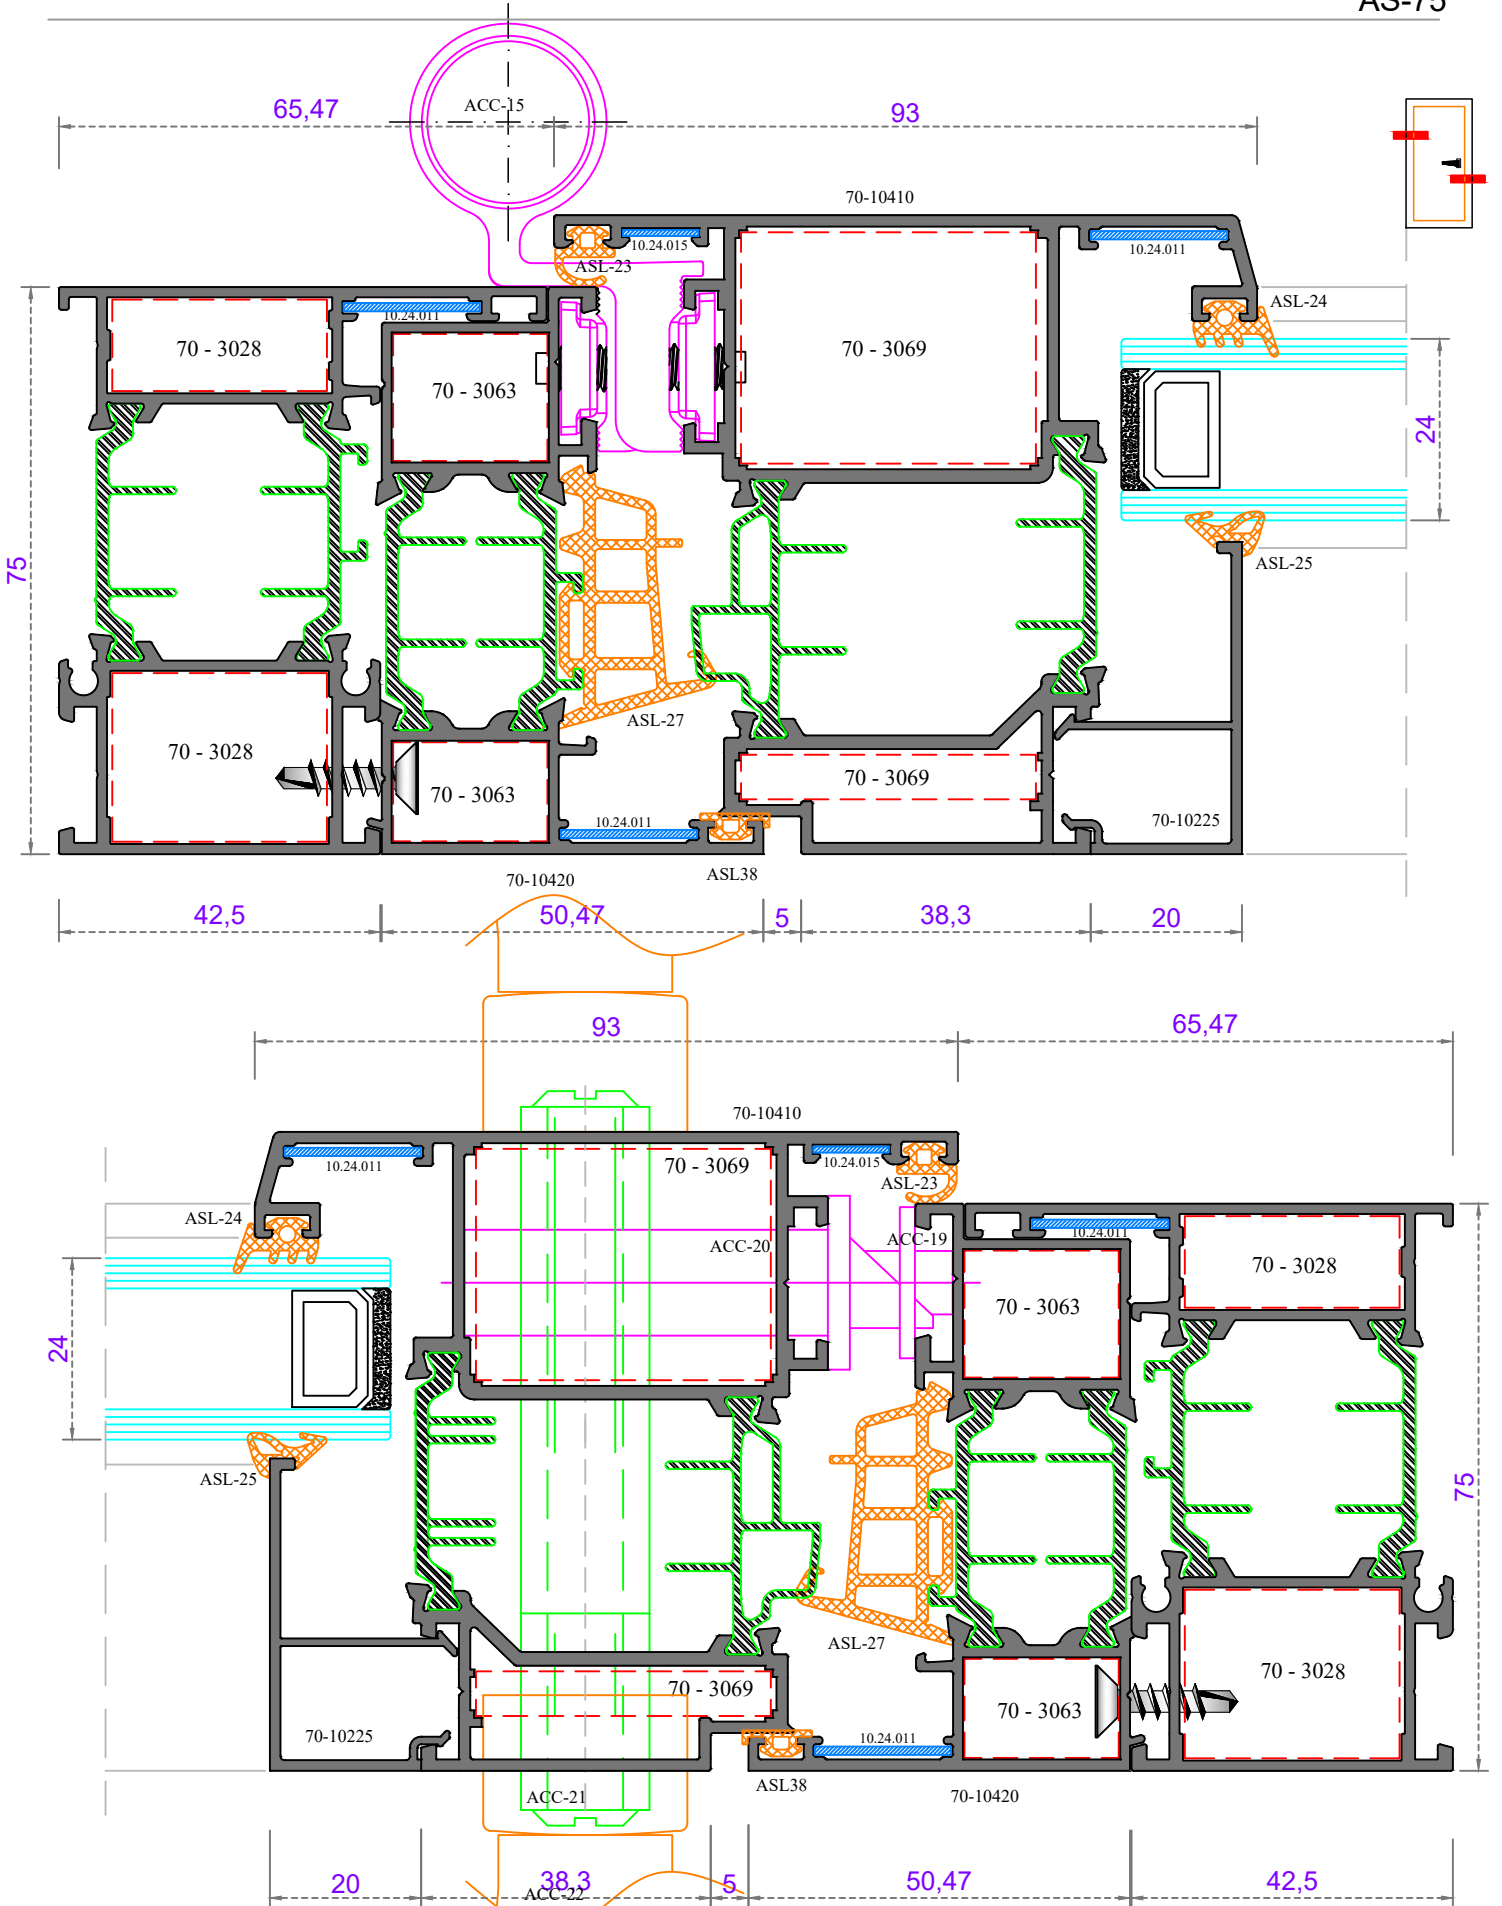 AS-75
65,47
ACC-15
93
70-10410
10.24.015
10.24.011
ASL-23
ASL-24
10.24.011
70 - 3028
70 - 3063
70 - 3069
24
75
ASL-25
ASL-27
70 - 3028
70 - 3063
70 - 3069
10.24.011
70-10225
ASL38
70-10420
42,5
50,47
5
38,3
20
93
65,47
70-10410
10.24.011
70 - 3069
10.24.015
ASL-23
ASL-24
ACC-20
ACC-19
10.24.011
70 - 3028
70 - 3063
24
ASL-25
75
ASL-27
70 - 3069
70 - 3063
70 - 3028
70-10225
10.24.011
ASL38
ACC-21
70-10420
20
38,3
5
50,47
42,5
ACC-22